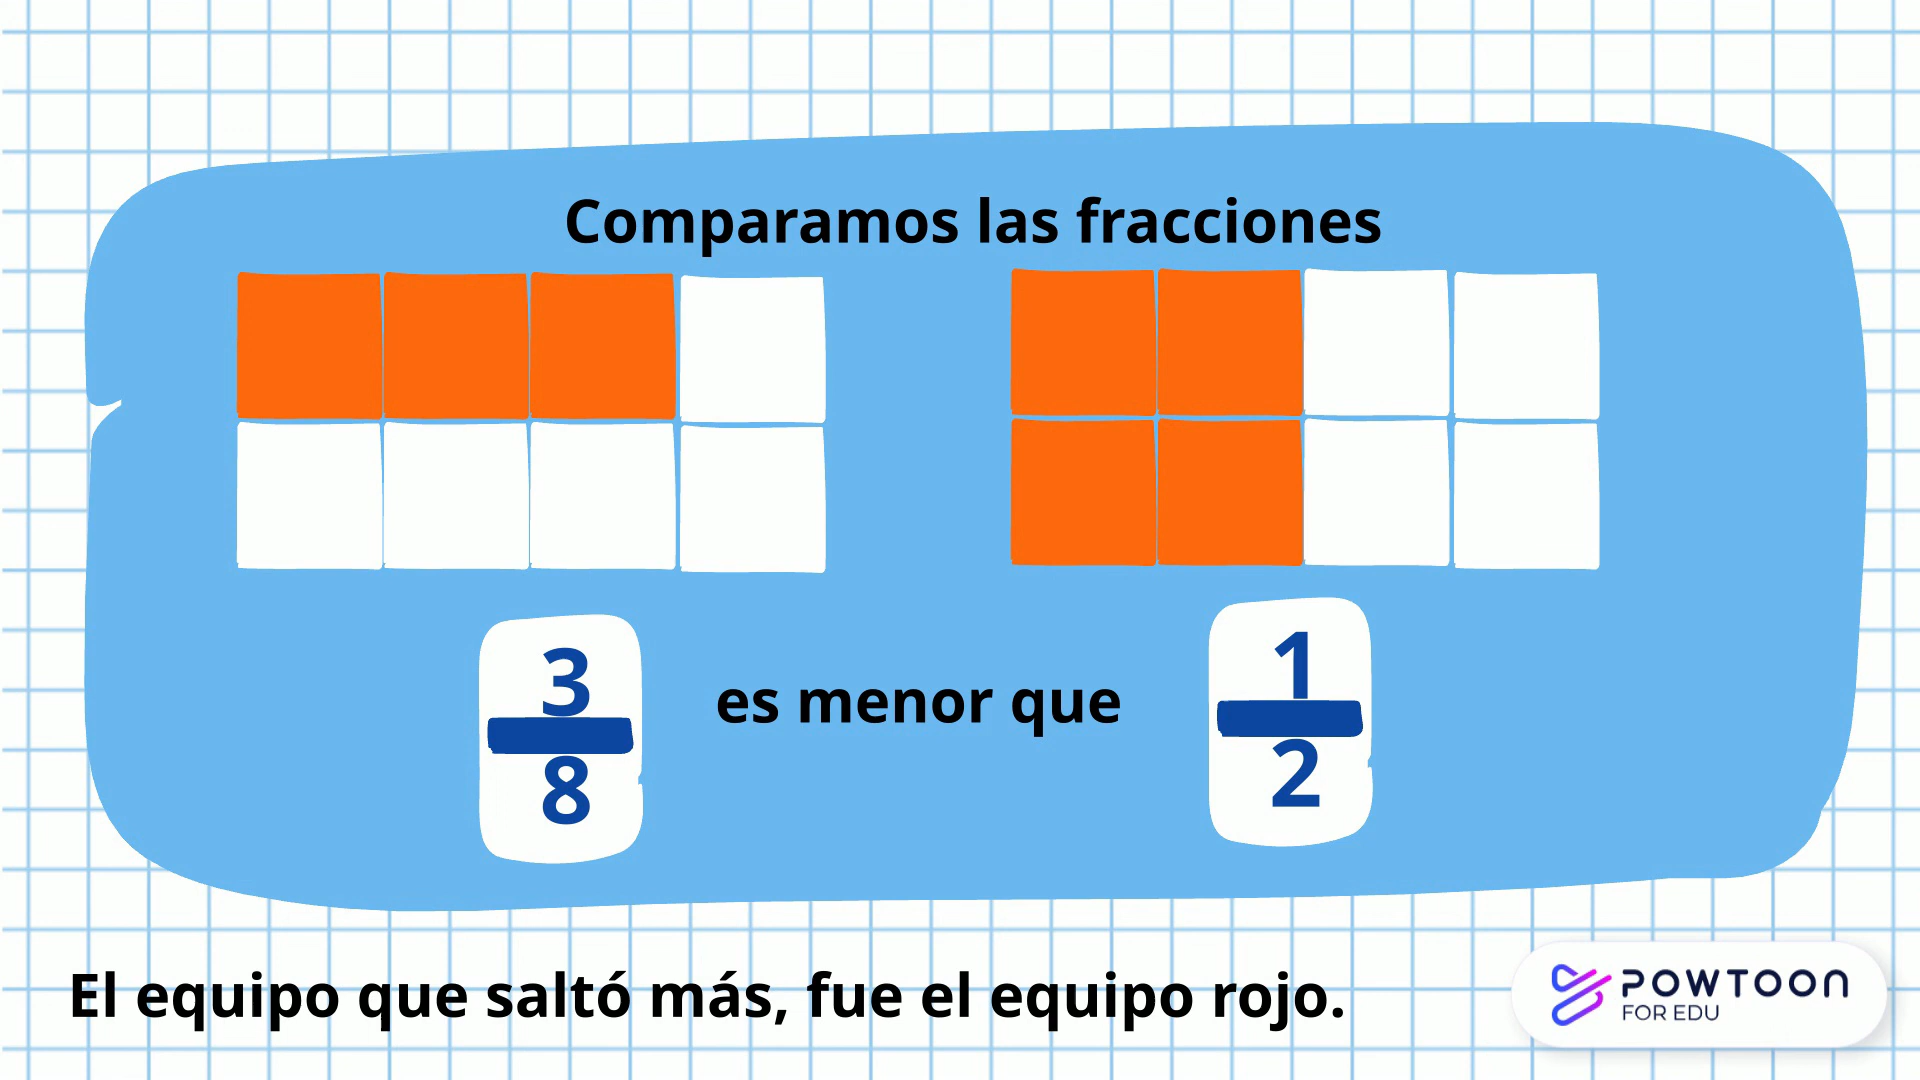 Comparamos las fracciones
3
8
es menor que
1
2
El equipo que saltó más, fue el equipo rojo.
POWTOON
FOR EDU